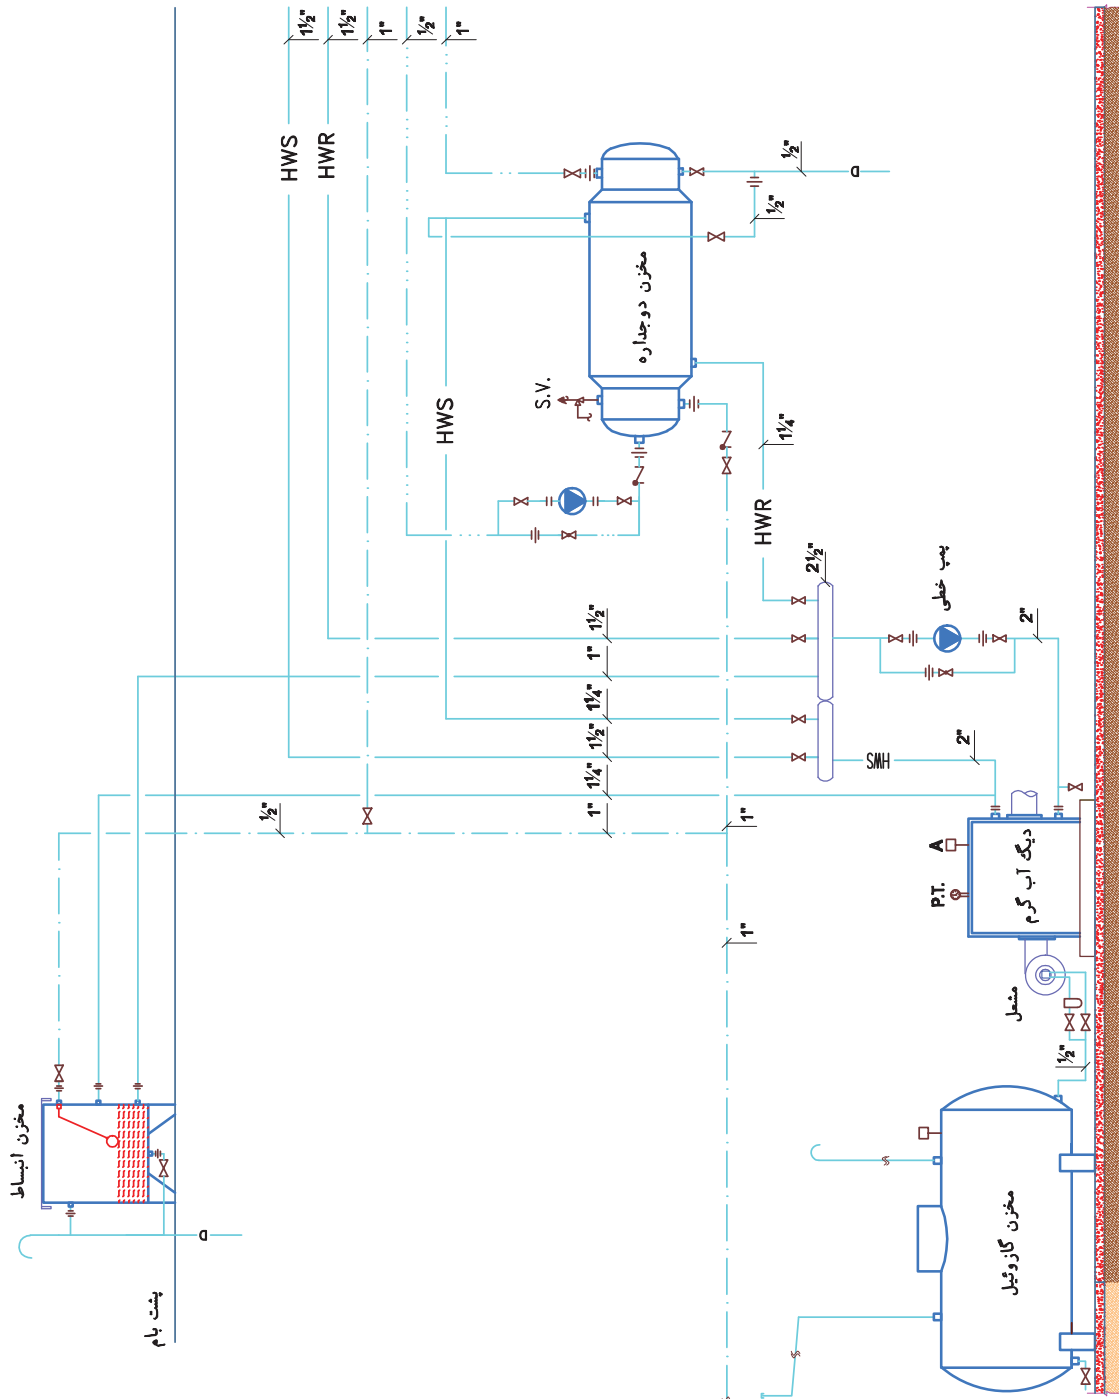 1½"
1½"
1"
½"
1"
HWS
HWR
HWS
S.V.
مخزن دوجداره
½"
½"
D
1¼"
HWR
2½"
پمپ خطی
2"
1½"
1"
1¼"
1½"
1¼"
1"
HWS
2"
½"
1"
1"
A
P.T.
دیگ آب گرم
مشعل
½"
مخزن انبساط
D
پشت بام
مخزن گازوئیل